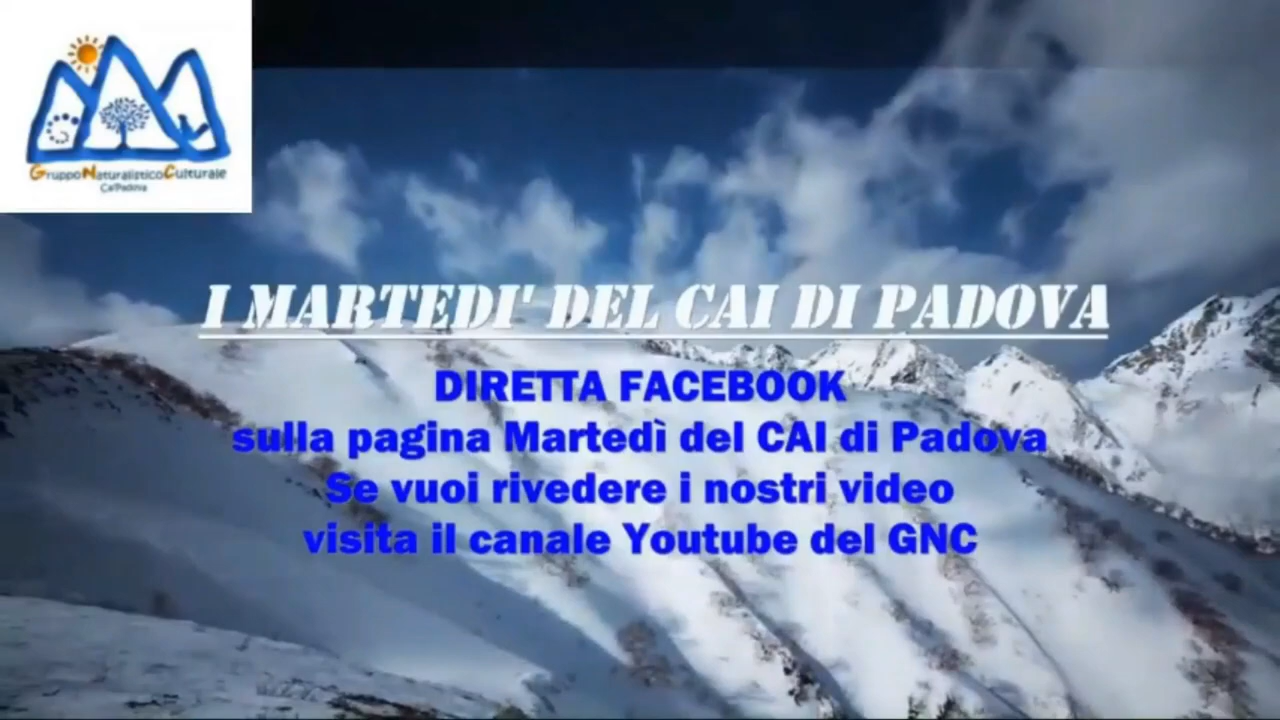 GruppoNaturalisticoCulturale
CaiPadova
I MARTEDI' DEL CAI DI PADOVA
DIRETTA FACEBOOK
sulla pagina Martedì del CAI di Padova
Se vuoi rivedere i nostri video
visita il canale Youtube del GNC